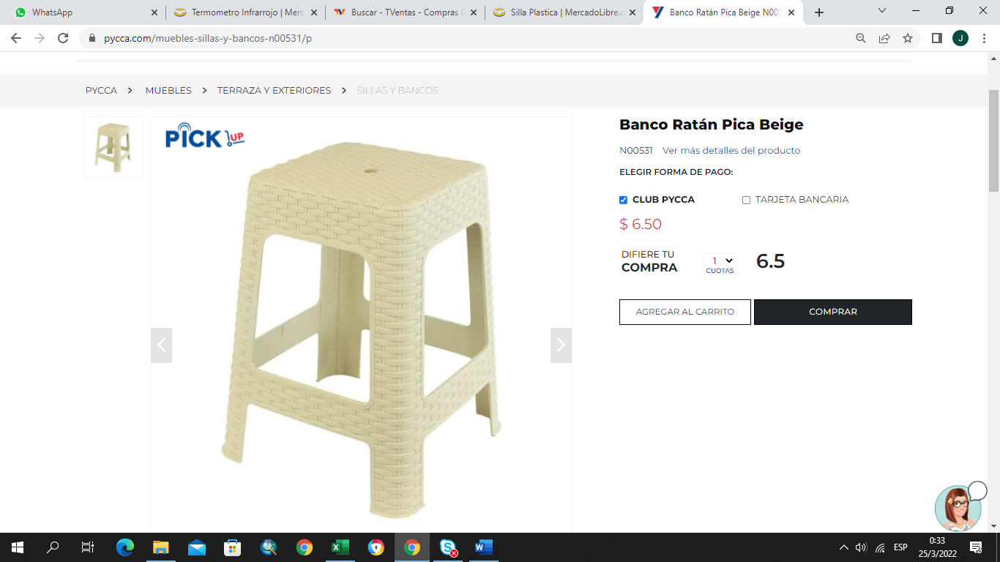 WhatsApp
Termometro Infrarrojo | Merc
Buscar - TVentas - Compras
Silla Plastica | MercadoLibre.
Banco Ratán Pica Beige N005
pycca.com/muebles-sillas-y-bancos-n00531/p
J
PYCCA > MUEBLES > TERRAZA Y EXTERIORES > SILLAS Y BANCOS
PICK UP
Banco Ratán Pica Beige
N00531 Ver más detalles del producto
ELEGIR FORMA DE PAGO:
CLUB PYCCA TARJETA BANCARIA
$ 6.50
DIFIERE TU
COMPRA
1
CUOTAS
6.5
AGREGAR AL CARRITO COMPRAR
ESP
0:33
25/3/2022